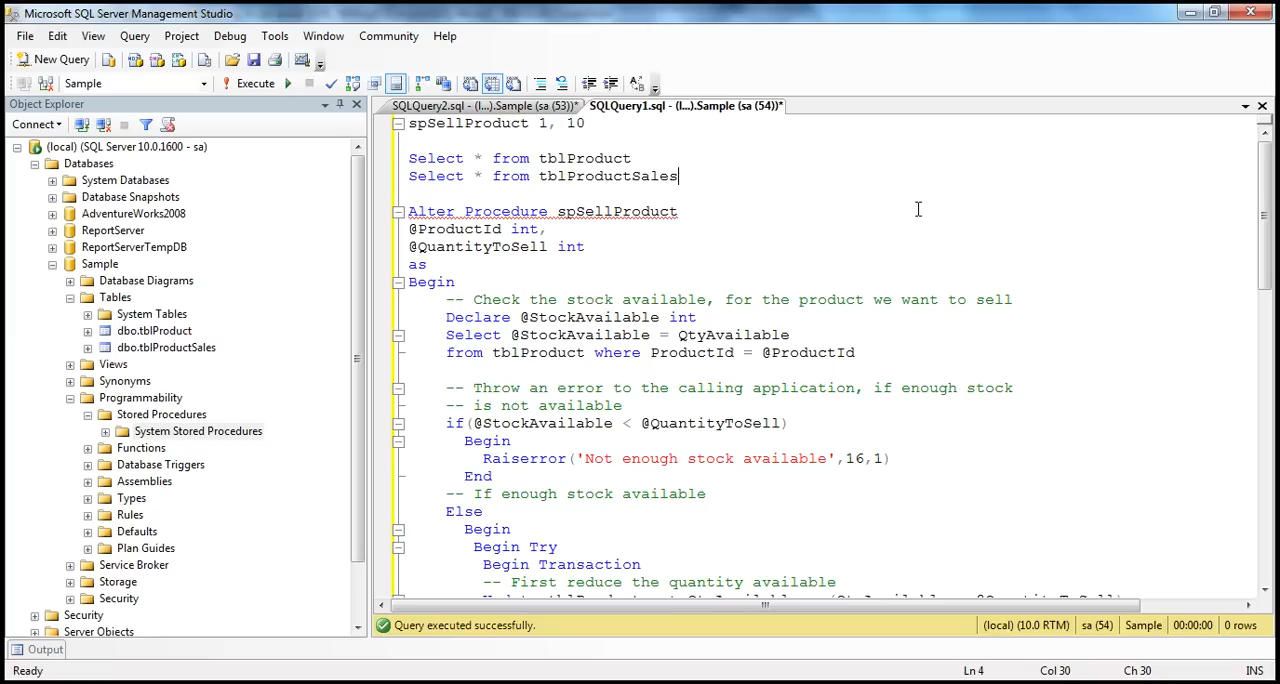 Microsoft SQL Server Management Studio
File Edit View Query Project Debug Tools Window Community Help
New Query
Sample Execute
Object Explorer
SQLQuery2.sql - (l...).Sample (sa (53))* SQLQuery1.sql - (l...).Sample (sa (54))*
Connect
(local) (SQL Server 10.0.1600 - sa)
Databases
System Databases
Database Snapshots
AdventureWorks2008
ReportServer
ReportServerTempDB
Sample
Database Diagrams
Tables
System Tables
dbo.tblProduct
dbo.tblProductSales
Views
Synonyms
Programmability
Stored Procedures
System Stored Procedures
Functions
Database Triggers
Assemblies
Types
Rules
Defaults
Plan Guides
Service Broker
Storage
Security
Security
Server Objects
spSellProduct 1, 10
Select * from tblProduct
Select * from tblProductSales
Alter Procedure spSellProduct
@ProductId int,
@QuantityToSell int
as
Begin
-- Check the stock available, for the product we want to sell
Declare @StockAvailable int
Select @StockAvailable = QtyAvailable
from tblProduct where ProductId = @ProductId
-- Throw an error to the calling application, if enough stock
-- is not available
if(@StockAvailable < @QuantityToSell)
Begin
Raiserror('Not enough stock available',16,1)
End
-- If enough stock available
Else
Begin
Begin Try
Begin Transaction
-- First reduce the quantity available
Query executed successfully. (local) (10.0 RTM) sa (54) Sample 00:00:00 0 rows
Output
Ready Ln 4 Col 30 Ch 30 INS